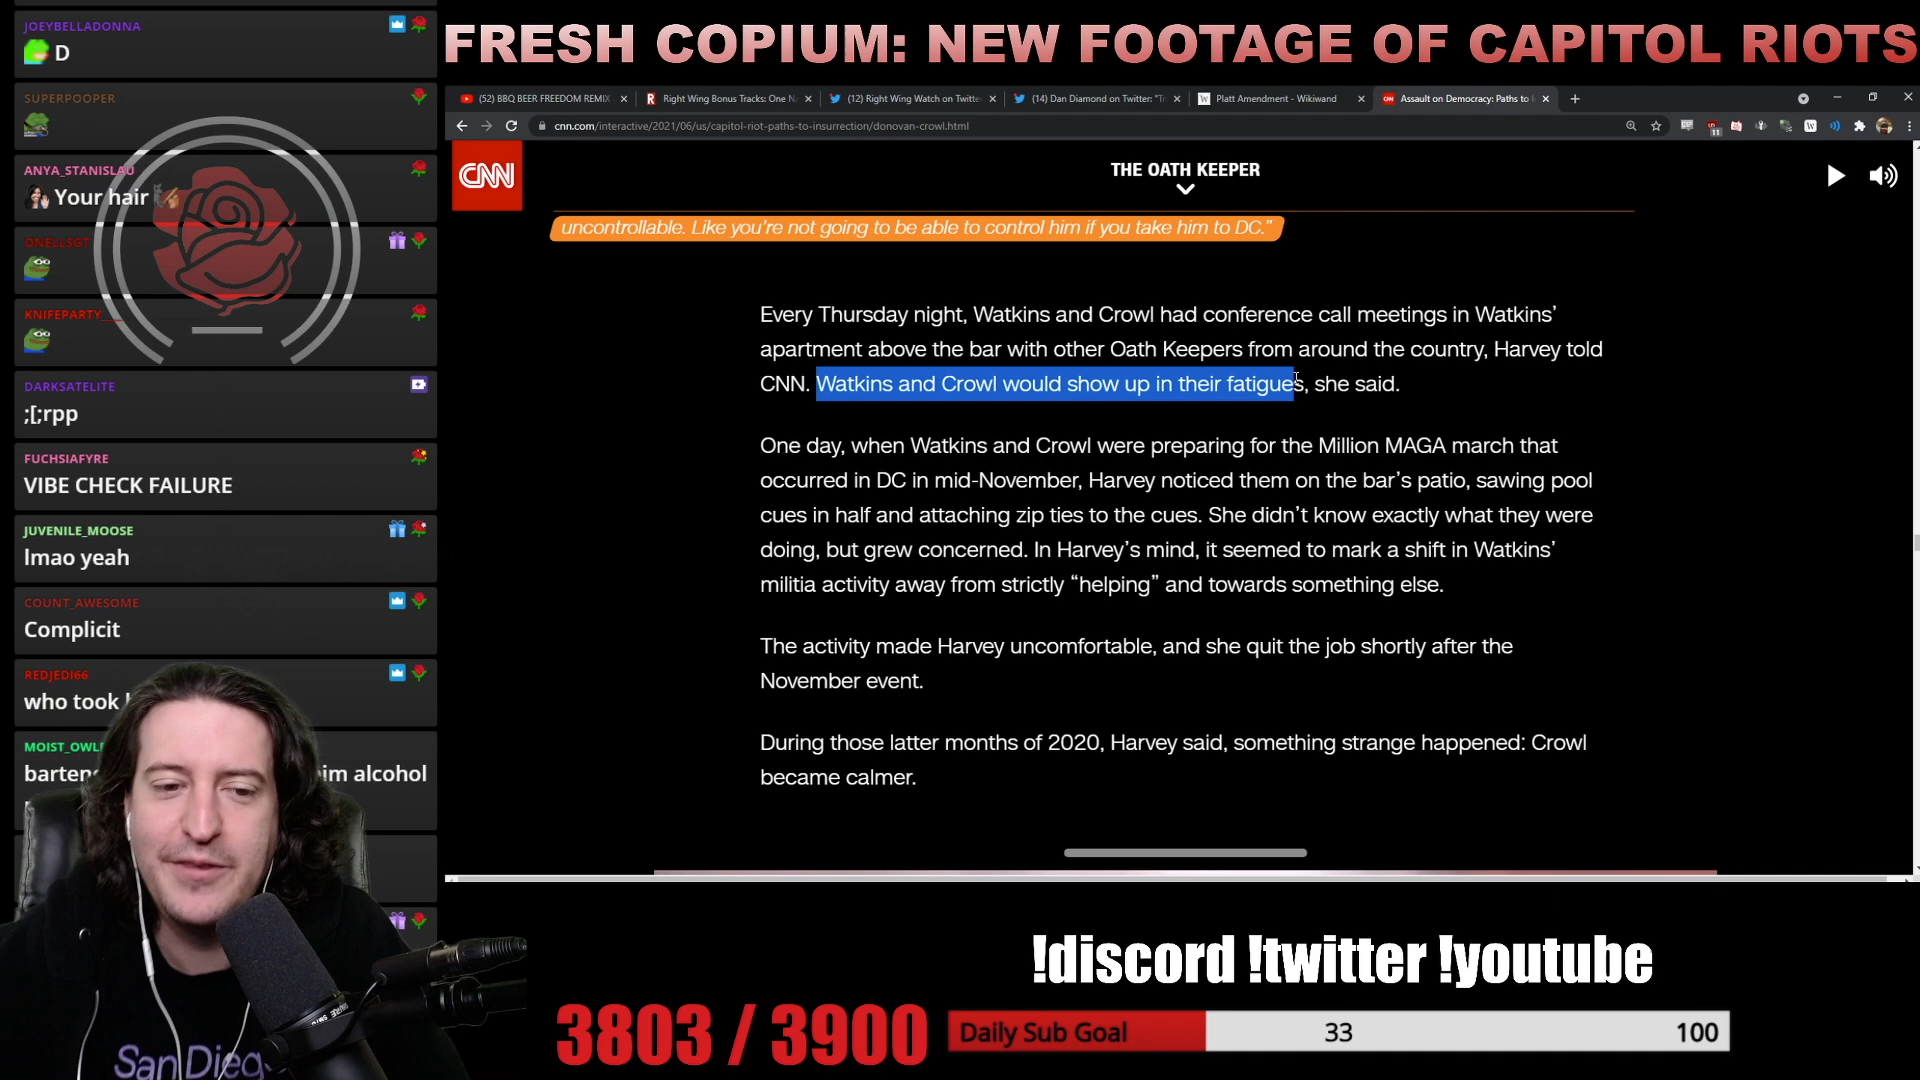 JOEYBELLADONNA
D
SUPERPOOPER
ANYA_STANISLAU
Your hair
ONELLSGT
KNIFEPARTY__
DARKSATELITE
;[;rpp
FUCHSIAFYRE
VIBE CHECK FAILURE
JUVENILE_MOOSE
lmao yeah
COUNT_AWESOME
Complicit
REDJEDI66
who took
MOIST_OWL
im alcohol
San Dieg
FRESH COPIUM: NEW FOOTAGE OF CAPITOL RIOTS
(52) BBQ BEER FREEDOM REMIX
Right Wing Bonus Tracks: One N
(12) Right Wing Watch on Twitte
(14) Dan Diamond on Twitter: "Tr
Platt Amendment - Wikiwand
Assault on Democracy: Paths to I
cnn.com/interactive/2021/06/us/capitol-riot-paths-to-insurrection/donovan-crowl.html
11
CNN
THE OATH KEEPER
uncontrollable. Like you're not going to be able to control him if you take him to DC."
Every Thursday night, Watkins and Crowl had conference call meetings in Watkins'
apartment above the bar with other Oath Keepers from around the country, Harvey told
CNN. Watkins and Crowl would show up in their fatigues, she said.
One day, when Watkins and Crowl were preparing for the Million MAGA march that
occurred in DC in mid-November, Harvey noticed them on the bar's patio, sawing pool
cues in half and attaching zip ties to the cues. She didn't know exactly what they were
doing, but grew concerned. In Harvey's mind, it seemed to mark a shift in Watkins'
militia activity away from strictly “helping” and towards something else.
The activity made Harvey uncomfortable, and she quit the job shortly after the
November event.
During those latter months of 2020, Harvey said, something strange happened: Crowl
became calmer.
!discord !twitter !youtube
3803 / 3900
Daily Sub Goal 33 100